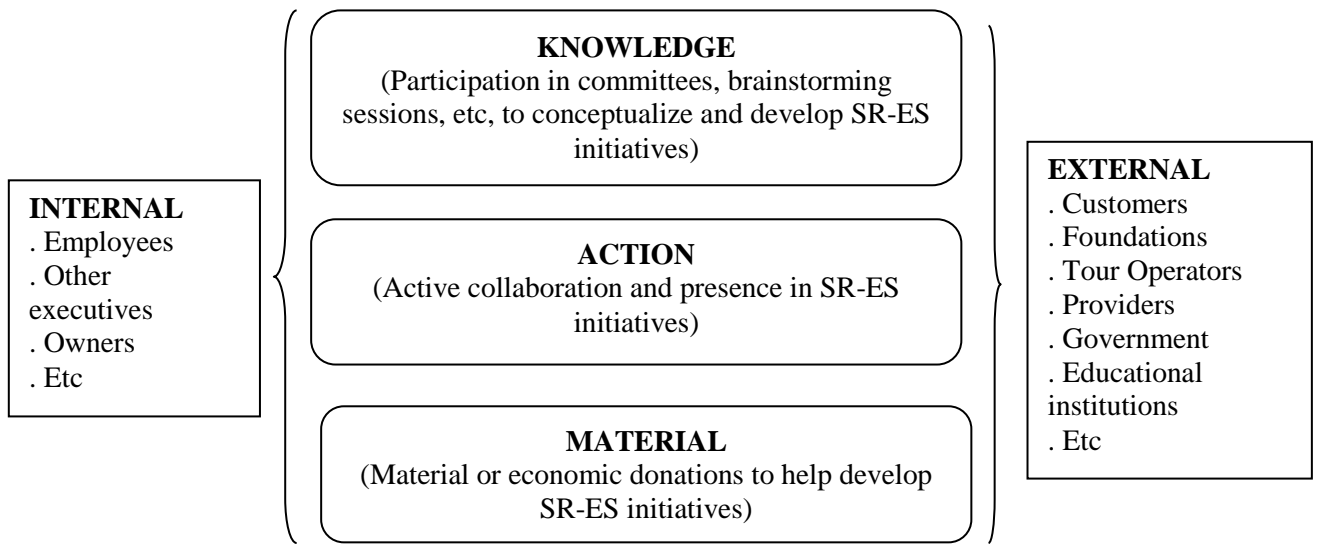 KNOWLEDGE
(Participation in committees, brainstorming
sessions, etc, to conceptualize and develop SR-ES
initiatives)
INTERNAL
. Employees
. Other
executives
. Owners
. Etc
ACTION
(Active collaboration and presence in SR-ES
initiatives)
MATERIAL
(Material or economic donations to help develop
SR-ES initiatives)
EXTERNAL
. Customers
. Foundations
. Tour Operators
. Providers
. Government
. Educational
institutions
. Etc